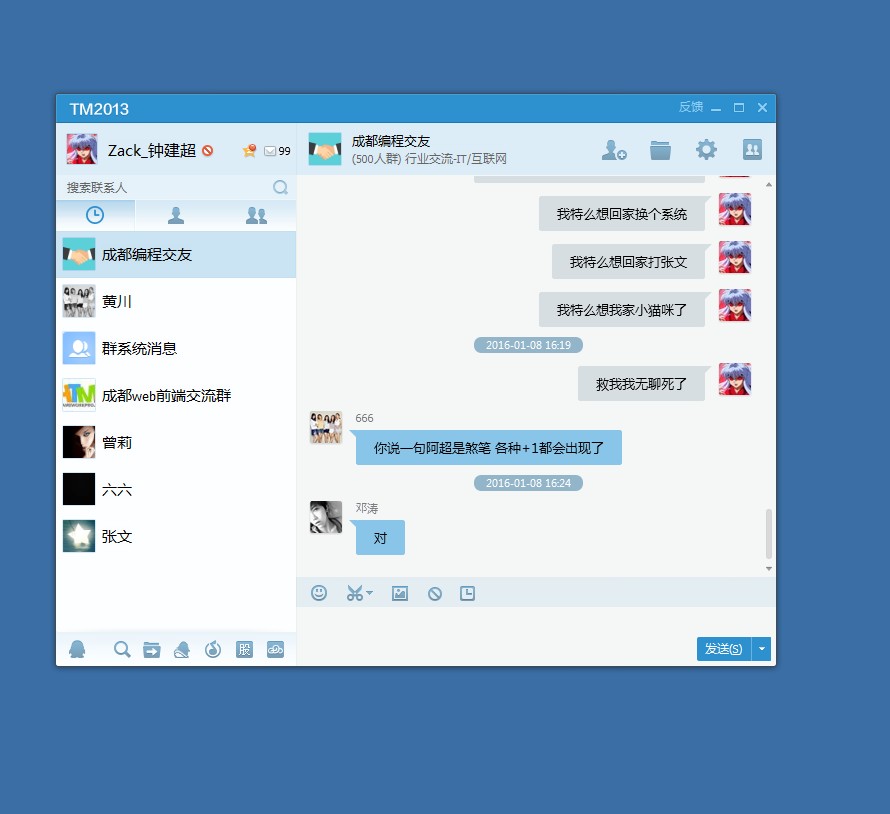 TM2013
反馈
Zack_钟建超
99
搜索联系人
成都编程交友
黄川
群系统消息
成都web前端交流群
曾莉
六六
张文
股
成都编程交友
(500人群) 行业交流-IT/互联网
我特么想回家换个系统
我特么想回家打张文
我特么想我家小猫咪了
2016-01-08 16:19
救我我无聊死了
666
你说一句阿超是煞笔 各种+1都会出现了
2016-01-08 16:24
邓涛
对
发送(S)